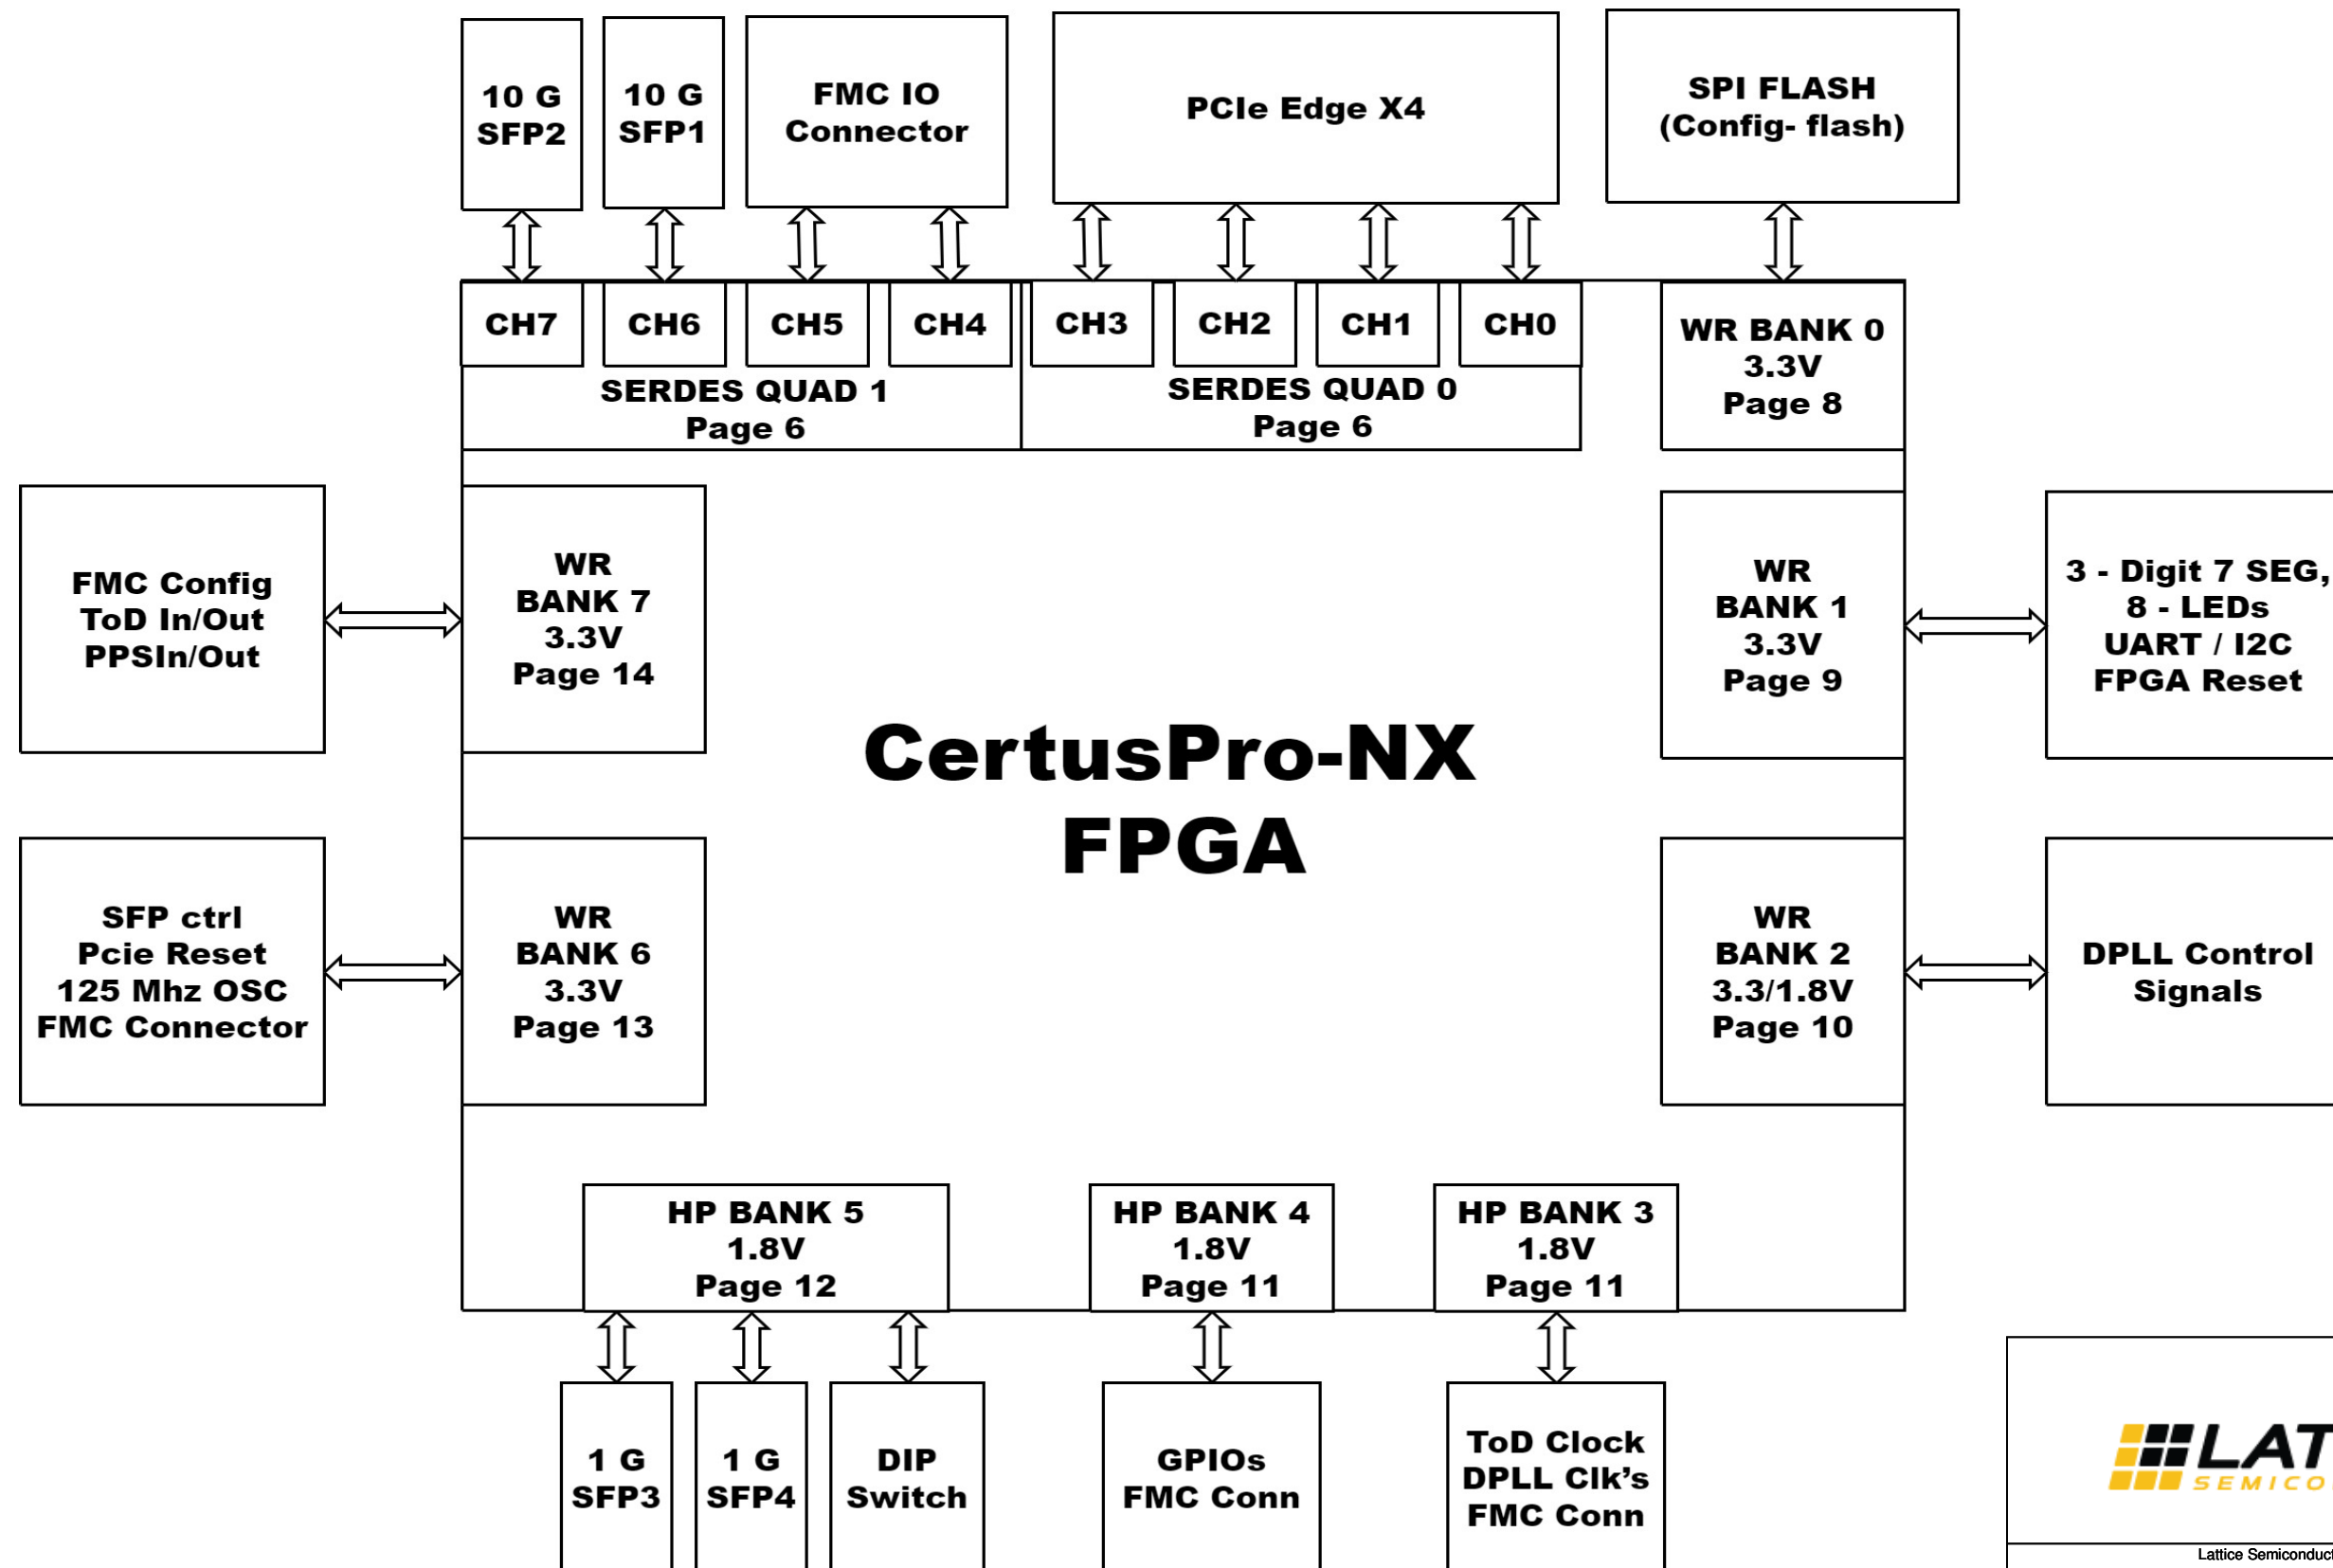 10 G
SFP2
10 G
SFP1
FMC IO
Connector
PCIe Edge X4
SPI FLASH
(Config- flash)
CH7
CH6
CH5
CH4
CH3
CH2
CH1
CH0
SERDES QUAD 1
Page 6
SERDES QUAD 0
Page 6
WR BANK 0
3.3V
Page 8
FMC Config
ToD In/Out
PPSIn/Out
WR
BANK 7
3.3V
Page 14
WR
BANK 1
3.3V
Page 9
3 - Digit 7 SEG,
8 - LEDs
UART / I2C
FPGA Reset
CertusPro-NX
FPGA
SFP ctrl
Pcie Reset
125 Mhz OSC
FMC Connector
WR
BANK 6
3.3V
Page 13
WR
BANK 2
3.3/1.8V
Page 10
DPLL Control
Signals
HP BANK 5
1.8V
Page 12
HP BANK 4
1.8V
Page 11
HP BANK 3
1.8V
Page 11
1 G
SFP3
1 G
SFP4
DIP
Switch
GPIOs
FMC Conn
ToD Clock
DPLL Clk’s
FMC Conn
LAT
SEMICO
Lattice Semiconduct